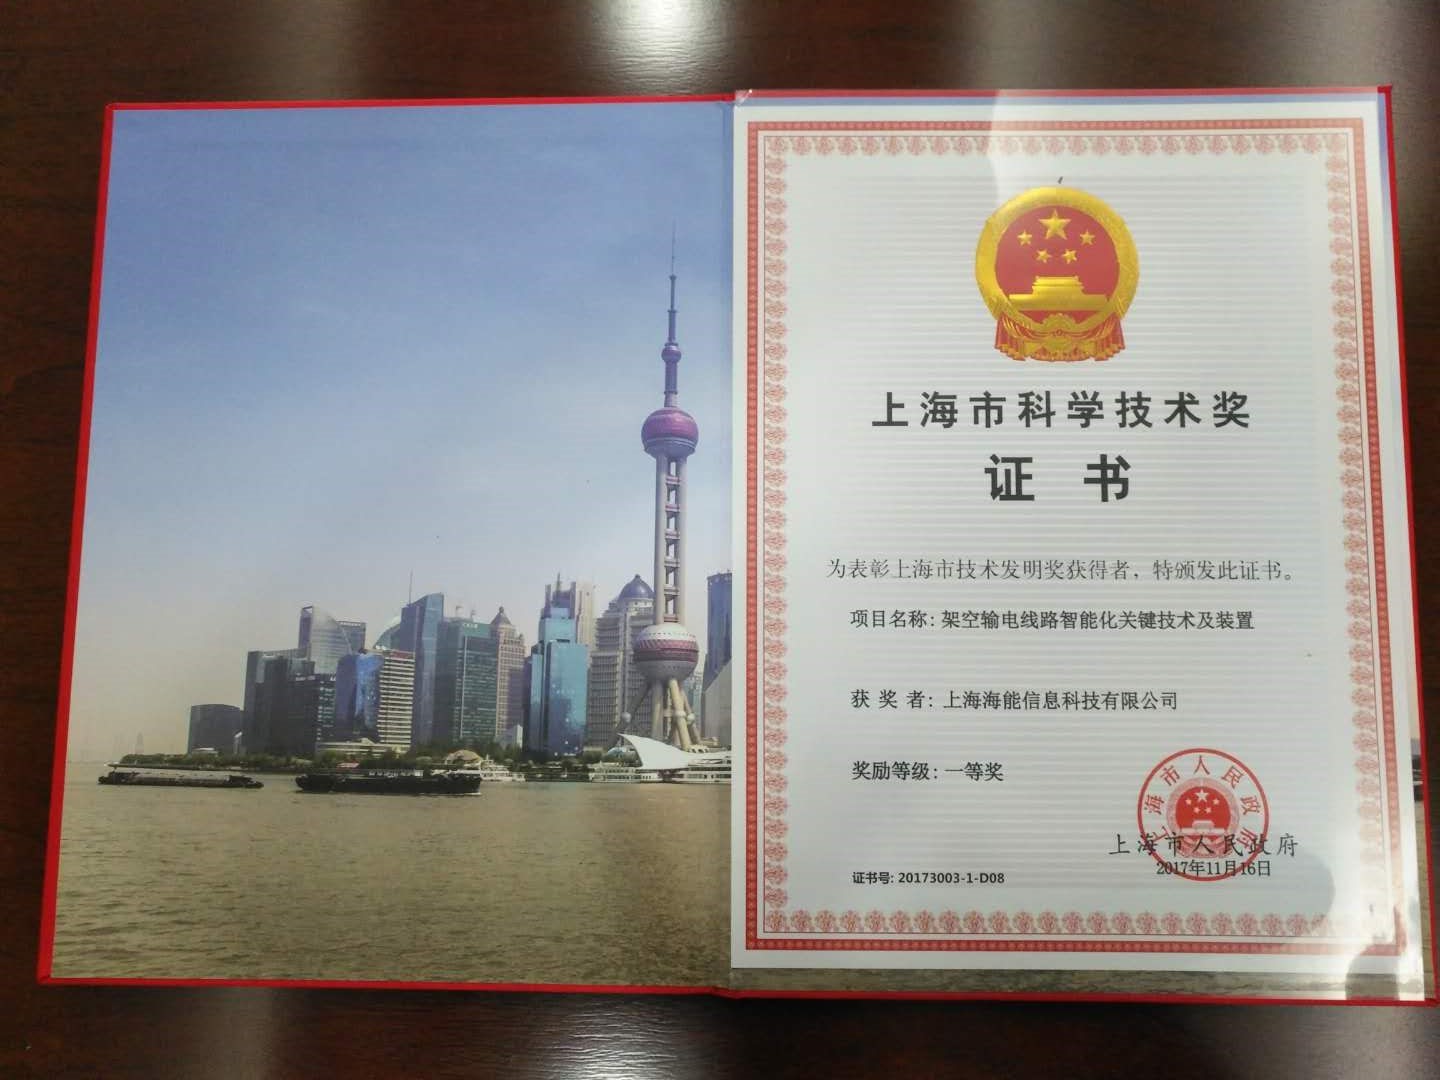 上海市科学技术奖
证书
为表彰上海市技术发明奖获得者，特颁发此证书。
项目名称：架空输电线路智能化关键技术及装置
获奖者：上海海能信息科技有限公司
奖励等级：一等奖
上海市人民政府
上海市人民政府
2017年11月16日
证书号: 20173003-1-D08